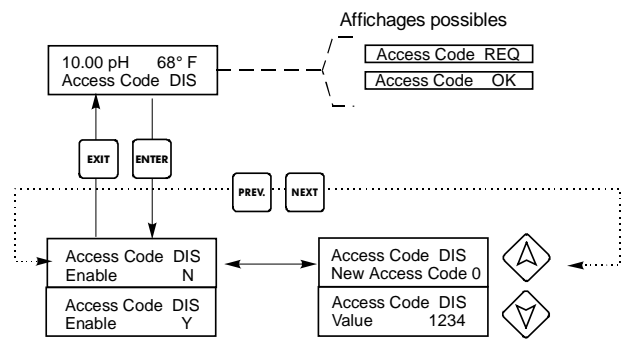 Affichages possibles
10.00 pH 68° F
Access Code DIS
Access Code REQ
Access Code OK
EXIT
ENTER
PREV.
NEXT
Access Code DIS
Enable N
Access Code DIS
Enable Y
Access Code DIS
New Access Code 0
Access Code DIS
Value 1234